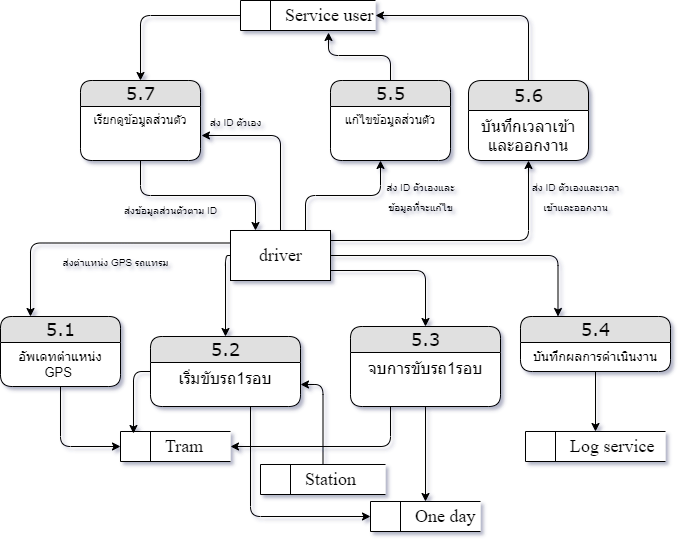 Service user
5.7
เรียกดูข้อมูลส่วนตัว
5.5
แก้ไขข้อมูลส่วนตัว
5.6
บันทึกเวลาเข้า
และออกงาน
ส่ง ID ตัวเอง
ส่ง ID ตัวเองและ
ข้อมูลที่จะแก้ไข
ส่ง ID ตัวเองและเวลา
เข้าและออกงาน
ส่งข้อมูลส่วนตัวตาม ID
driver
ส่งตำแหน่ง GPS รถแทรม
5.1
อัพเดทตำแหน่ง
GPS
5.2
เริ่มขับรถ1รอบ
5.3
จบการขับรถ1รอบ
5.4
บันทึกผลการดำเนินงาน
Tram
Log service
Station
One day